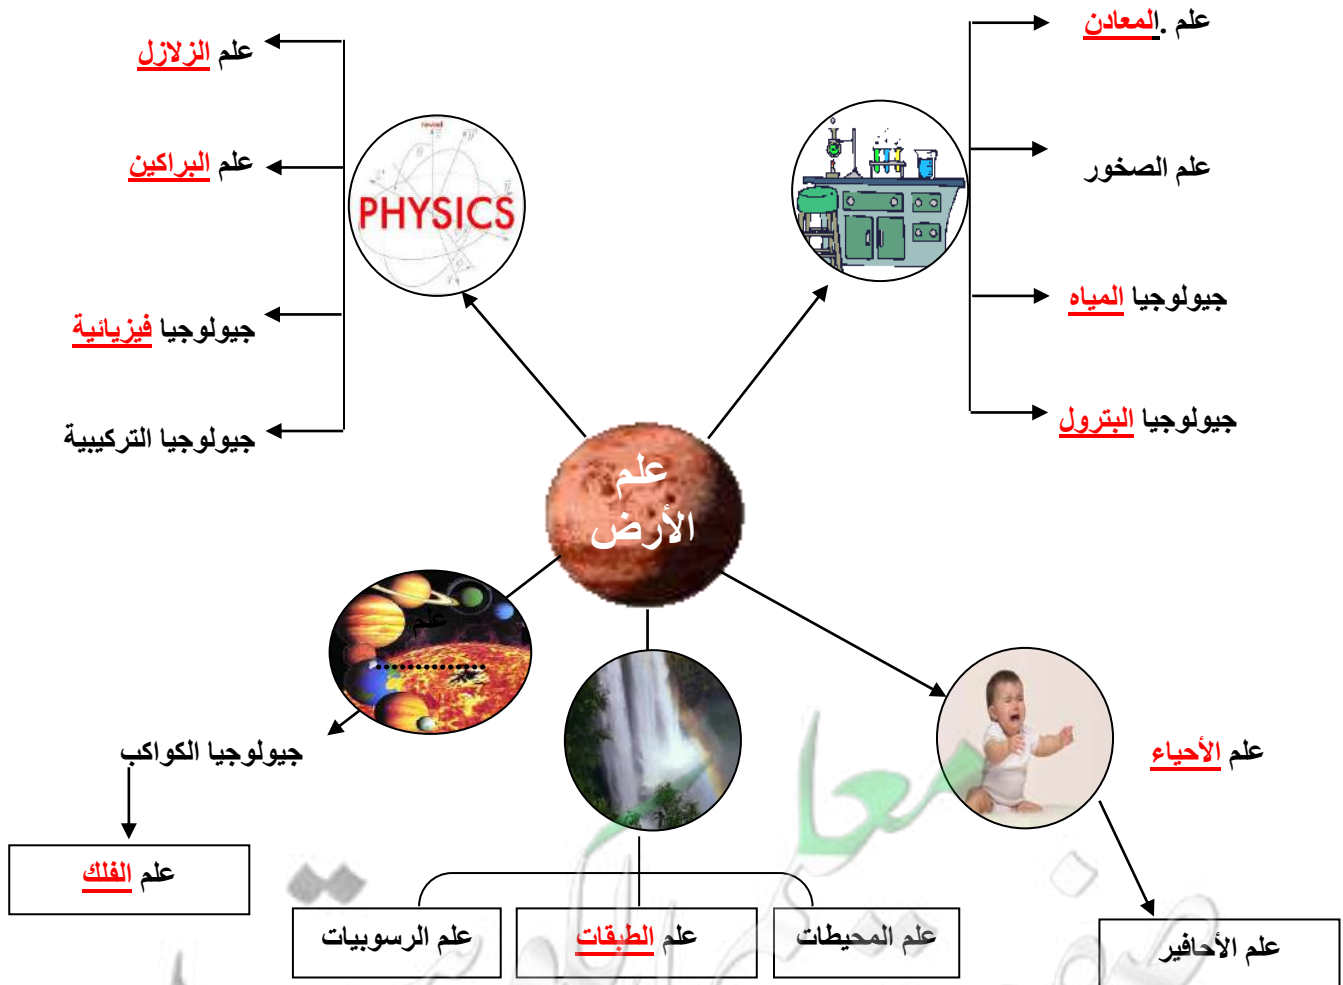 علم .المعادن
علم الزلازل
علم الصخور
علم البراكين
PHYSICS
جيولوجيا المياه
جيولوجيا فيزيائية
جيولوجيا البترول
جيولوجيا التركيبية
علم
الأرض
علم
..............
علم الأحياء
جيولوجيا الكواكب
علم الفلك
علم الأحافير
علم المحيطات
علم الطبقات
علم الرسوبيات